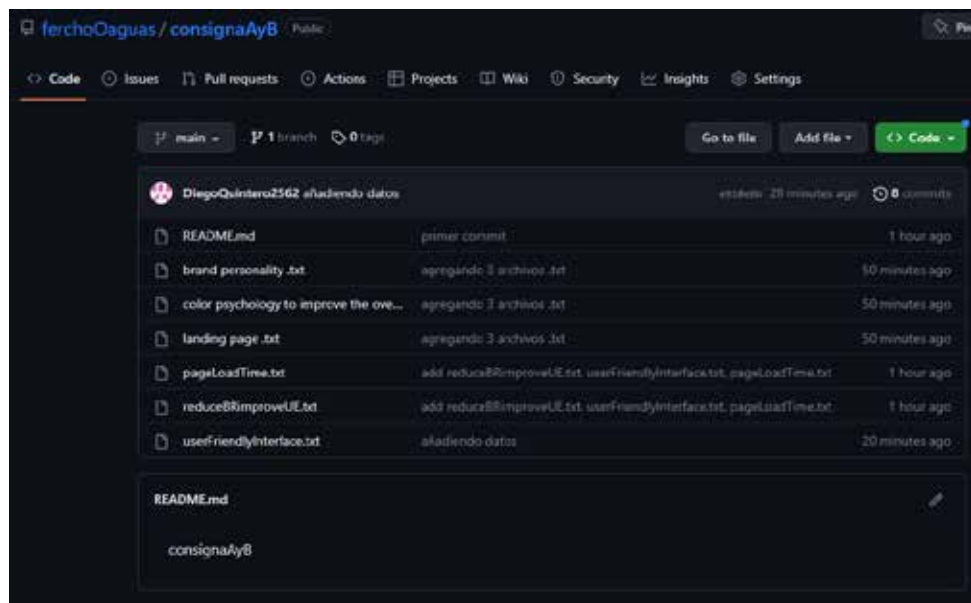 ferchoOaguas / consignaAyB Public
<> Code Issues Pull requests Actions Projects Wiki Security Insights Settings
main 1 branch 0 tags Go to file Add file <> Code
DiegoQuintero2562 añadiendo datos 20 minutes ago 8 commits
README.md primer commit 1 hour ago
brand personality .txt agregando 3 archivos .txt 50 minutes ago
color psychology to improve the ove... agregando 3 archivos .txt 50 minutes ago
landing page .txt agregando 3 archivos .txt 50 minutes ago
pageLoadTime.txt add reduceBRimproveUE.txt, userFriendlyInterface.txt, pageLoadTime.txt 1 hour ago
reduceBRimproveUE.txt add reduceBRimproveUE.txt, userFriendlyInterface.txt, pageLoadTime.txt 1 hour ago
userFriendlyInterface.txt añadiendo datos 20 minutes ago
README.md
consignaAyB